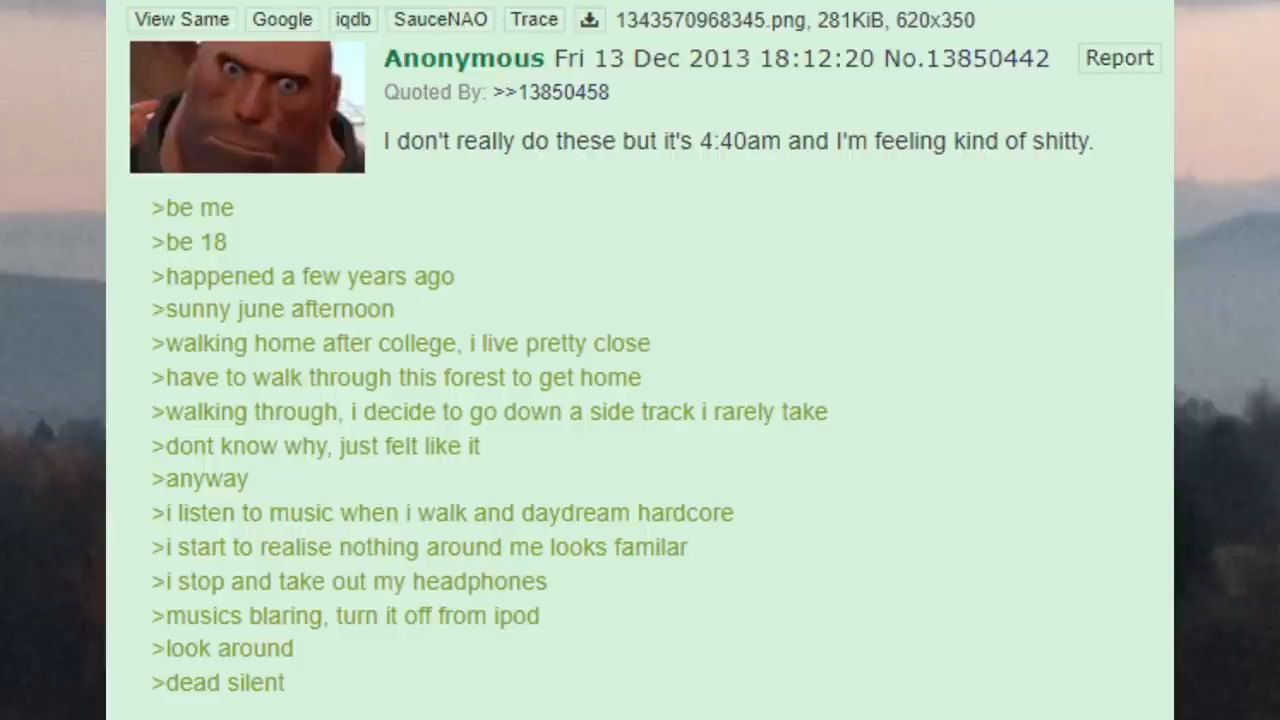 View Same Google iqdb SauceNAO Trace 1343570968345.png, 281KiB, 620x350
Anonymous Fri 13 Dec 2013 18:12:20 No.13850442 Report
Quoted By: >>13850458
I don't really do these but it's 4:40am and I'm feeling kind of shitty.
>be me
>be 18
>happened a few years ago
>sunny june afternoon
>walking home after college, i live pretty close
>have to walk through this forest to get home
>walking through, i decide to go down a side track i rarely take
>dont know why, just felt like it
>anyway
>i listen to music when i walk and daydream hardcore
>i start to realise nothing around me looks familar
>i stop and take out my headphones
>musics blaring, turn it off from ipod
>look around
>dead silent